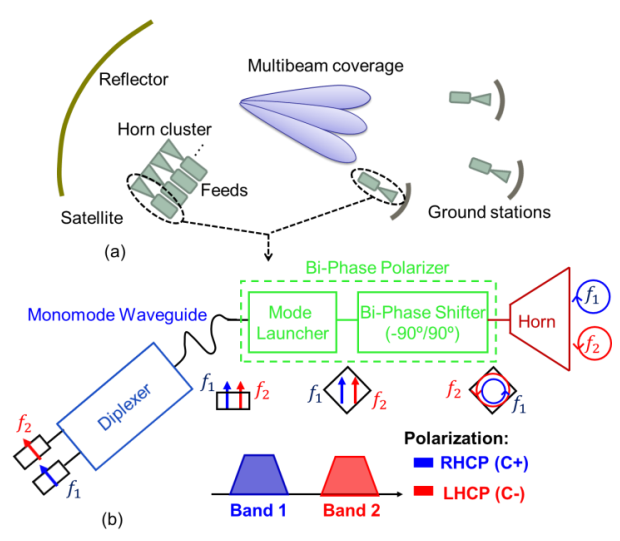 Reflector
Multibeam coverage
Horn cluster
Feeds
Satellite
Ground stations
(a)
Bi-Phase Polarizer
Monomode Waveguide
Mode
Launcher
Bi-Phase Shifter
(-90º/90º)
Horn
f₁
f₂
Diplexer
f₁ f₂
f₁ f₂
f₂ f₁
f₂
f₁
Polarization:
RHCP (C+)
LHCP (C-)
Band 1 Band 2
(b)